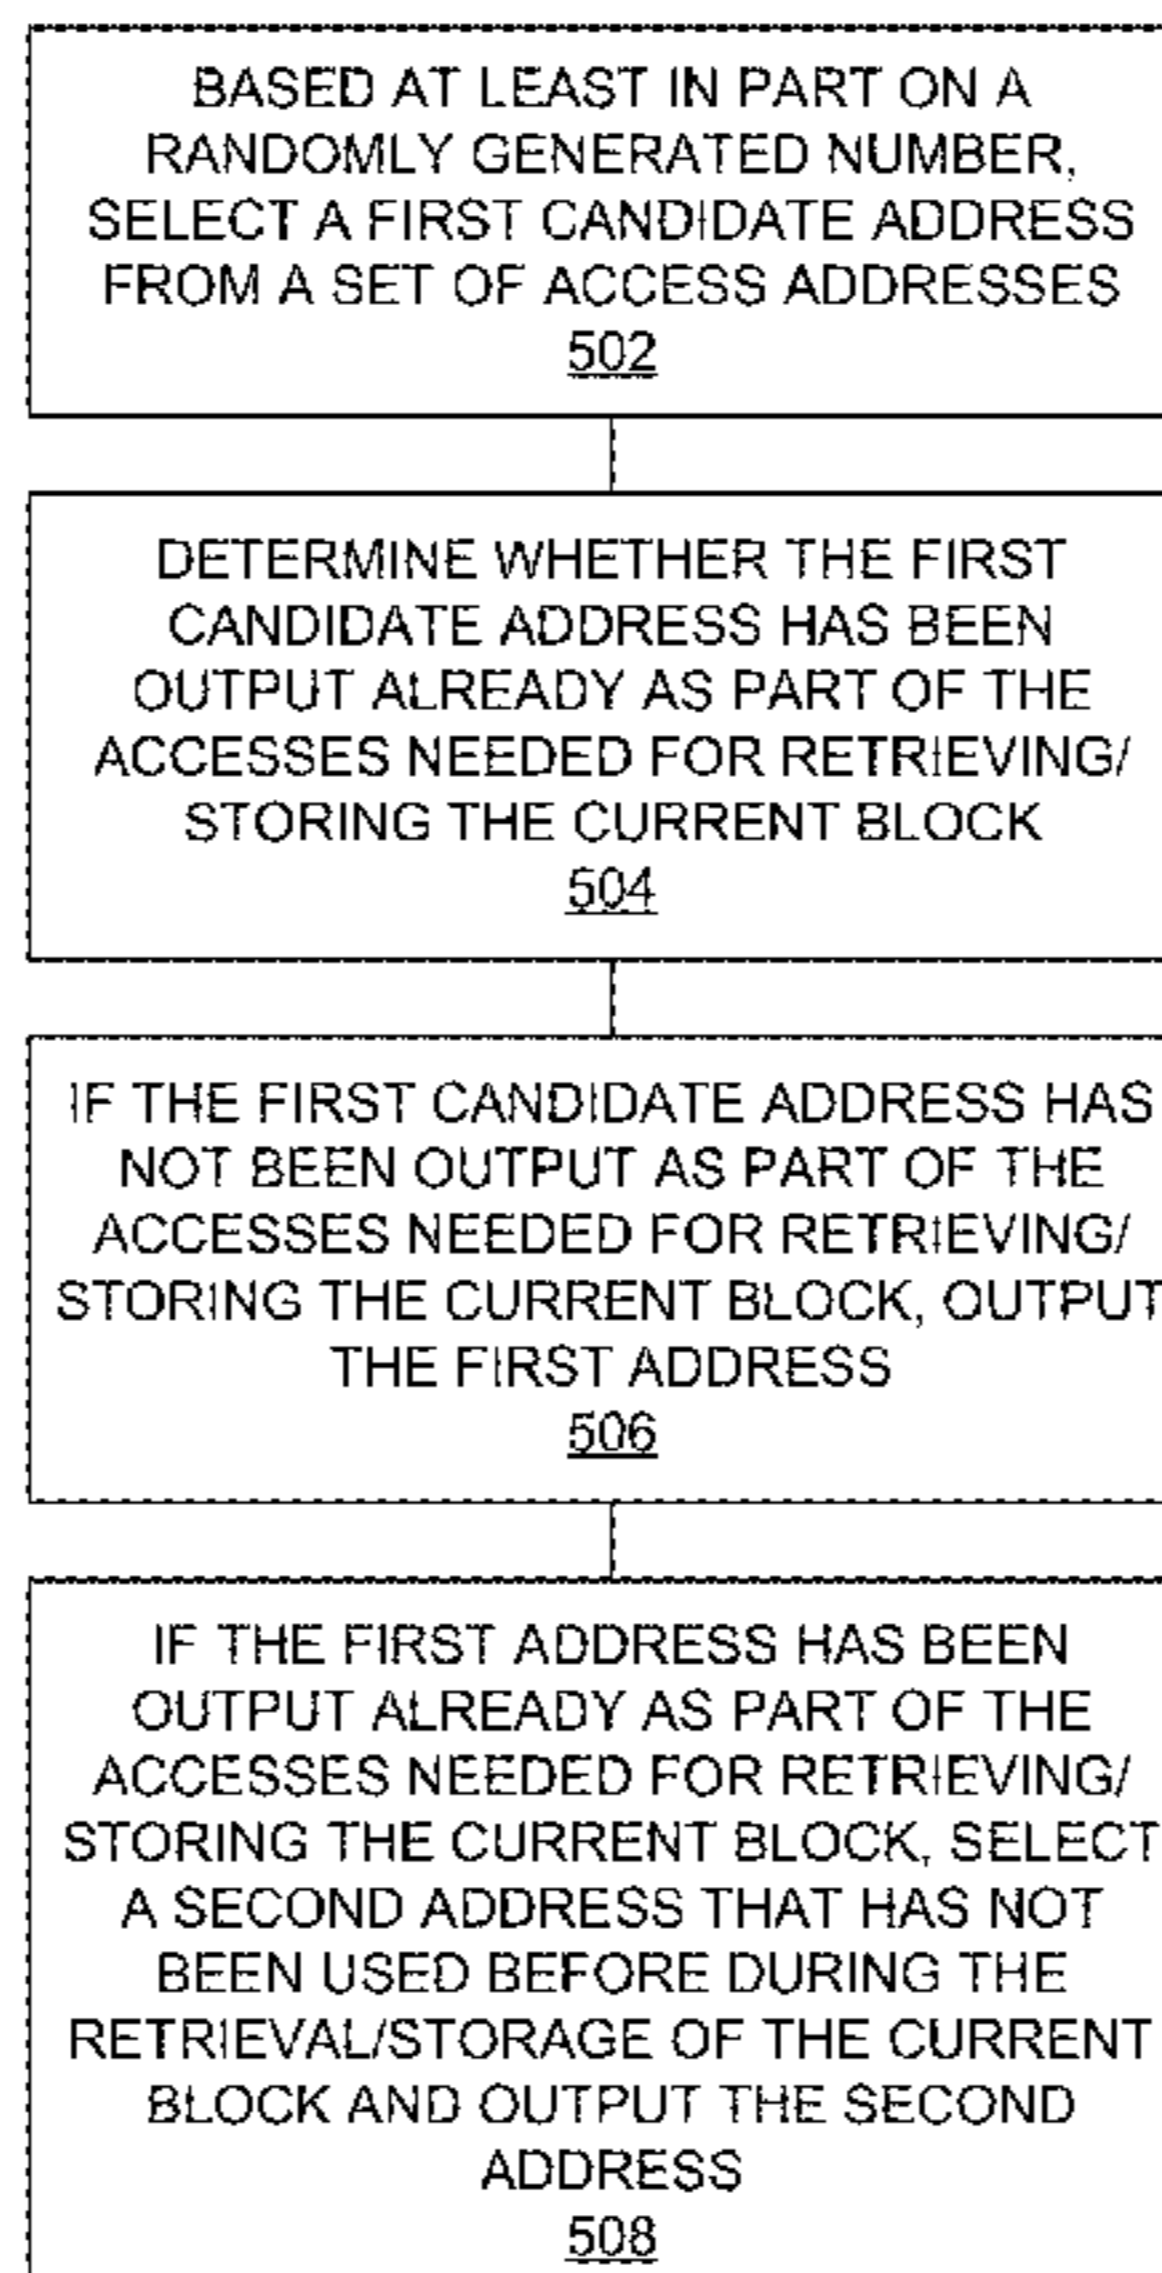 BASED AT LEAST IN PART ON A
RANDOMLY GENERATED NUMBER,
SELECT A FIRST CANDIDATE ADDRESS
FROM A SET OF ACCESS ADDRESSES
502
DETERMINE WHETHER THE FIRST
CANDIDATE ADDRESS HAS BEEN
OUTPUT ALREADY AS PART OF THE
ACCESSES NEEDED FOR RETRIEVING/
STORING THE CURRENT BLOCK
504
IF THE FIRST CANDIDATE ADDRESS HAS
NOT BEEN OUTPUT AS PART OF THE
ACCESSES NEEDED FOR RETRIEVING/
STORING THE CURRENT BLOCK, OUTPUT
THE FIRST ADDRESS
506
IF THE FIRST ADDRESS HAS BEEN
OUTPUT ALREADY AS PART OF THE
ACCESSES NEEDED FOR RETRIEVING/
STORING THE CURRENT BLOCK, SELECT
A SECOND ADDRESS THAT HAS NOT
BEEN USED BEFORE DURING THE
RETRIEVAL/STORAGE OF THE CURRENT
BLOCK AND OUTPUT THE SECOND
ADDRESS
508